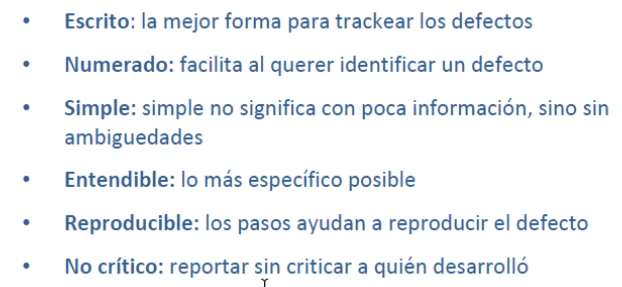 • Escrito: la mejor forma para trackear los defectos
• Numerado: facilita al querer identificar un defecto
• Simple: simple no significa con poca información, sino sin
ambiguedades
• Entendible: lo más específico posible
• Reproducible: los pasos ayudan a reproducir el defecto
• No crítico: reportar sin criticar a quién desarrolló